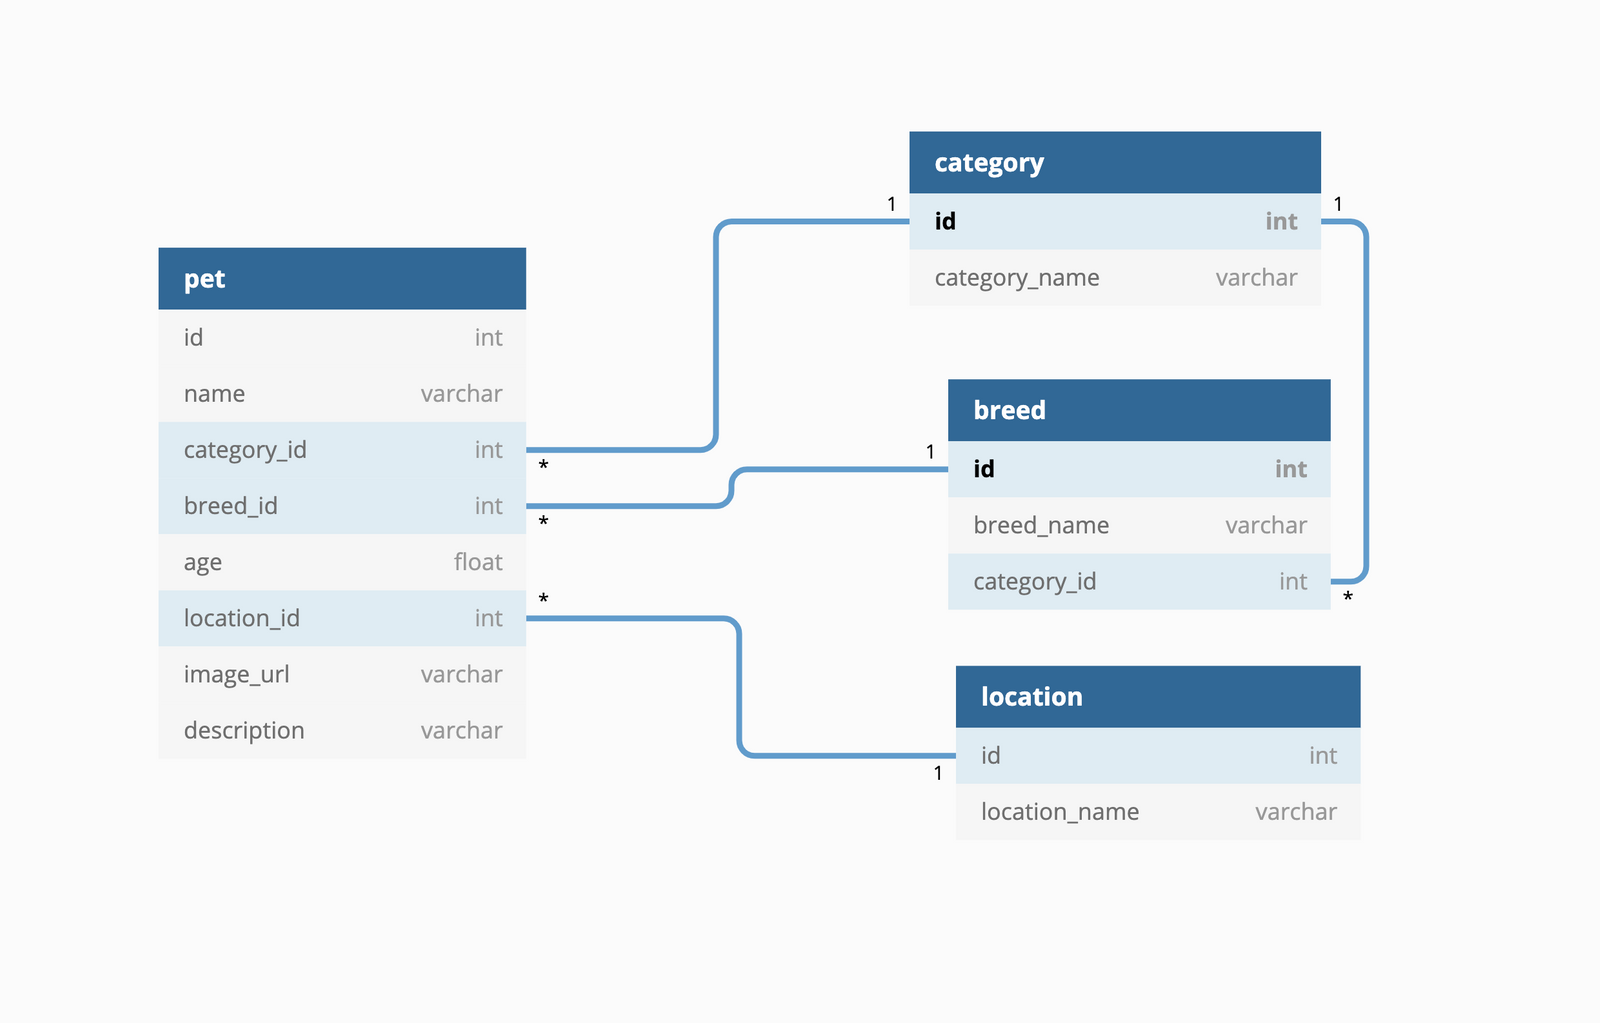 pet
id int
name varchar
category_id int
*
breed_id int
*
age float
*
location_id int
image_url varchar
description varchar
category
1 1
id int
category_name varchar
breed
1
id int
breed_name varchar
category_id int
*
location
id int
1
location_name varchar